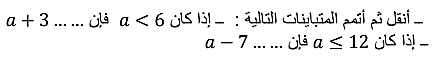 _ أنقل ثم أتمم المتباينات التالية : _ إذا كان a < 6 فإن ...... a + 3
_ إذا كان a ≤ 12 فإن ...... a − 7